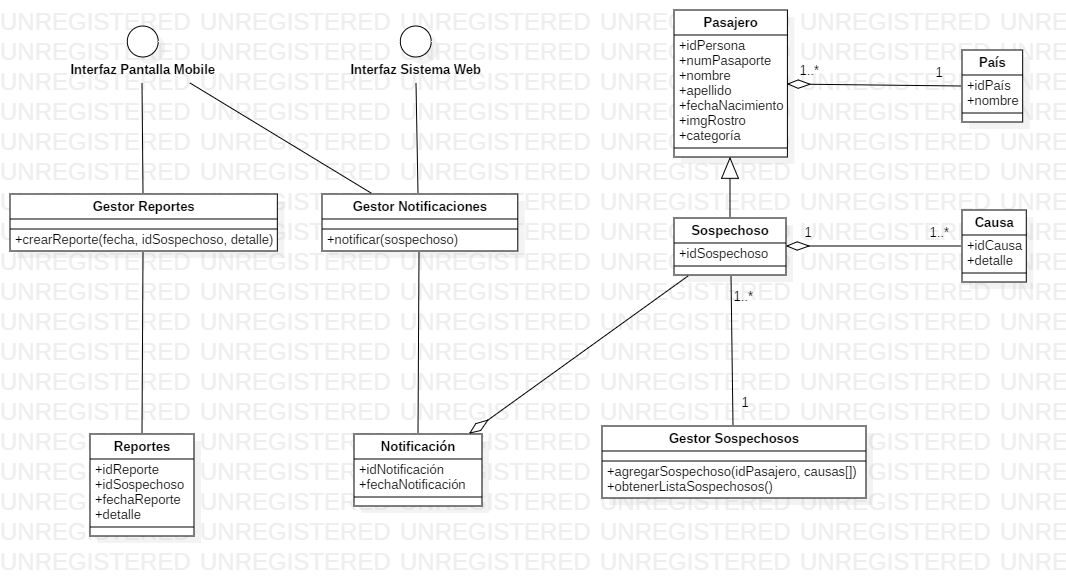 Interfaz Pantalla Mobile
Interfaz Sistema Web
Gestor Reportes
+crearReporte(fecha, idSospechoso, detalle)
Gestor Notificaciones
+notificar(sospechoso)
Reportes
+idReporte
+idSospechoso
+fechaReporte
+detalle
Notificación
+idNotificación
+fechaNotificación
Pasajero
+idPersona
+numPasaporte
+nombre
+apellido
+fechaNacimiento
+imgRostro
+categoría
1..*
1
País
+idPaís
+nombre
Sospechoso
+idSospechoso
1
1..*
Causa
+idCausa
+detalle
1..*
1
Gestor Sospechosos
+agregarSospechoso(idPasajero, causas[])
+obtenerListaSospechosos()
UNREGISTERED